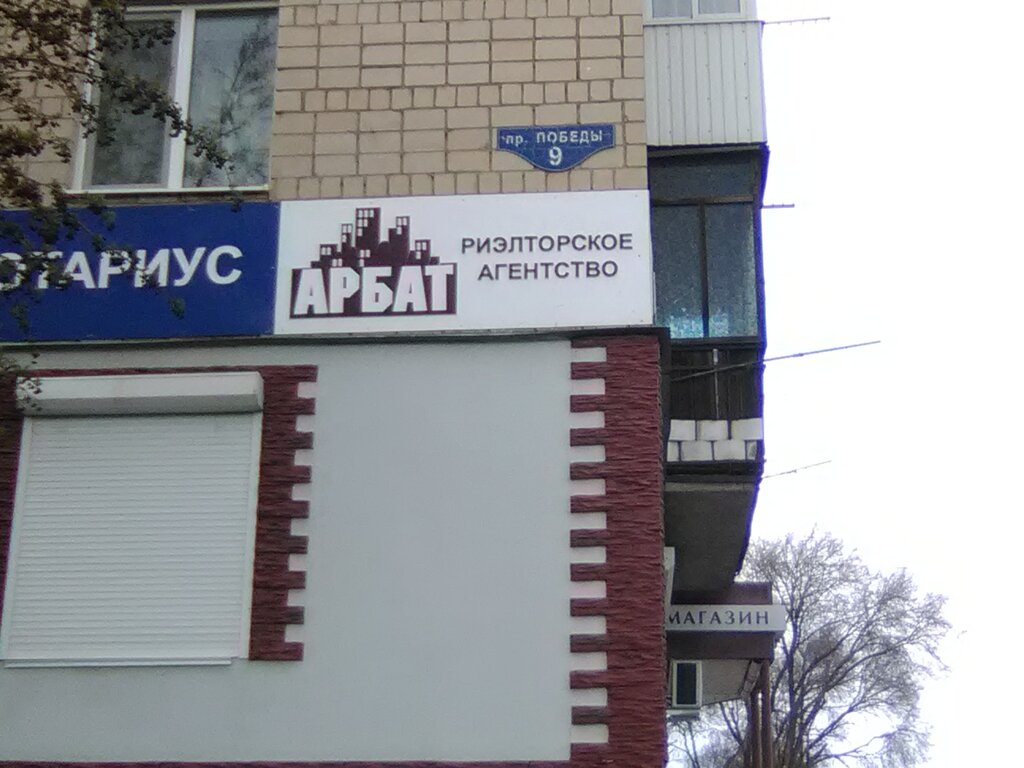 пр. ПОБЕДЫ
9
ОТАРИУС
АРБАТ
РИЭЛТОРСКОЕ
АГЕНТСТВО
МАГАЗИН